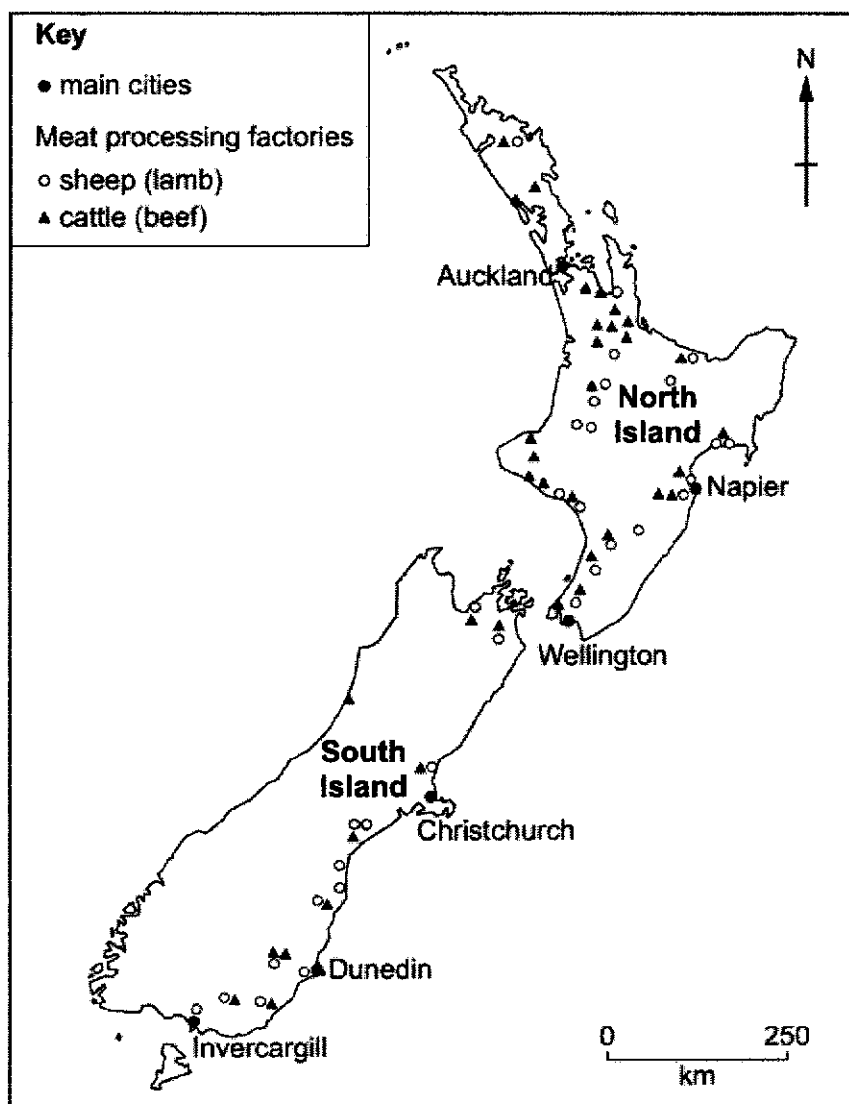 Key
main cities
Meat processing factories
sheep (lamb)
cattle (beef)
N
Auckland
North
Island
Napier
Wellington
South
Island
Christchurch
Dunedin
Invercargill
0 250
km